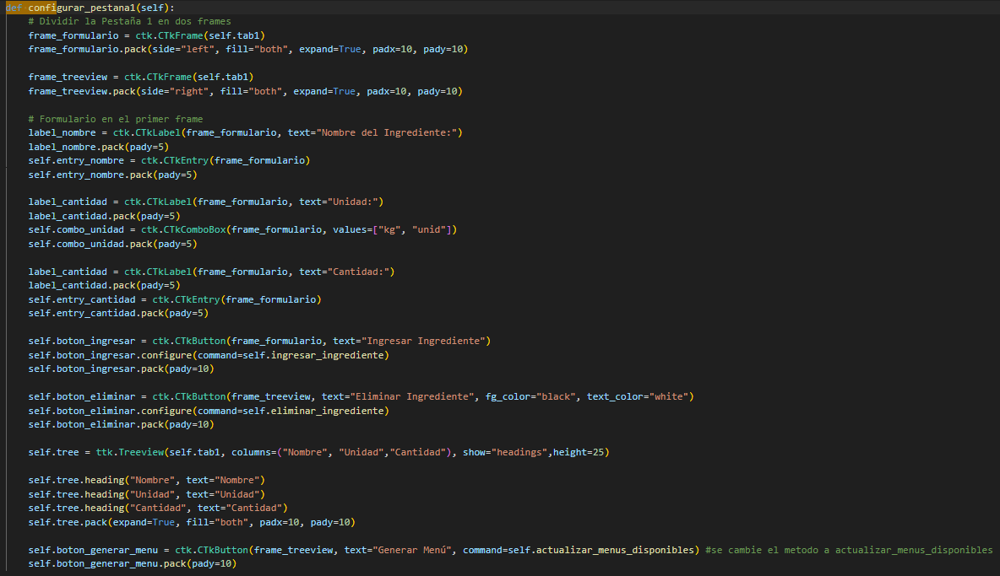 def configurar_pestana1(self):
    # Dividir la Pestaña 1 en dos frames
    frame_formulario = ctk.CTkFrame(self.tab1)
    frame_formulario.pack(side="left", fill="both", expand=True, padx=10, pady=10)

    frame_treeview = ctk.CTkFrame(self.tab1)
    frame_treeview.pack(side="right", fill="both", expand=True, padx=10, pady=10)

    # Formulario en el primer frame
    label_nombre = ctk.CTkLabel(frame_formulario, text="Nombre del Ingrediente:")
    label_nombre.pack(pady=5)
    self.entry_nombre = ctk.CTkEntry(frame_formulario)
    self.entry_nombre.pack(pady=5)

    label_cantidad = ctk.CTkLabel(frame_formulario, text="Unidad:")
    label_cantidad.pack(pady=5)
    self.combo_unidad = ctk.CTkComboBox(frame_formulario, values=["kg", "unid"])
    self.combo_unidad.pack(pady=5)

    label_cantidad = ctk.CTkLabel(frame_formulario, text="Cantidad:")
    label_cantidad.pack(pady=5)
    self.entry_cantidad = ctk.CTkEntry(frame_formulario)
    self.entry_cantidad.pack(pady=5)

    self.boton_ingresar = ctk.CTkButton(frame_formulario, text="Ingresar Ingrediente")
    self.boton_ingresar.configure(command=self.ingresar_ingrediente)
    self.boton_ingresar.pack(pady=10)

    self.boton_eliminar = ctk.CTkButton(frame_treeview, text="Eliminar Ingrediente", fg_color="black", text_color="white")
    self.boton_eliminar.configure(command=self.eliminar_ingrediente)
    self.boton_eliminar.pack(pady=10)

    self.tree = ttk.Treeview(self.tab1, columns=("Nombre", "Unidad","Cantidad"), show="headings",height=25)

    self.tree.heading("Nombre", text="Nombre")
    self.tree.heading("Unidad", text="Unidad")
    self.tree.heading("Cantidad", text="Cantidad")
    self.tree.pack(expand=True, fill="both", padx=10, pady=10)

    self.boton_generar_menu = ctk.CTkButton(frame_treeview, text="Generar Menú", command=self.actualizar_menus_disponibles) #se cambie el metodo a actualizar_menus_disponibles
    self.boton_generar_menu.pack(pady=10)